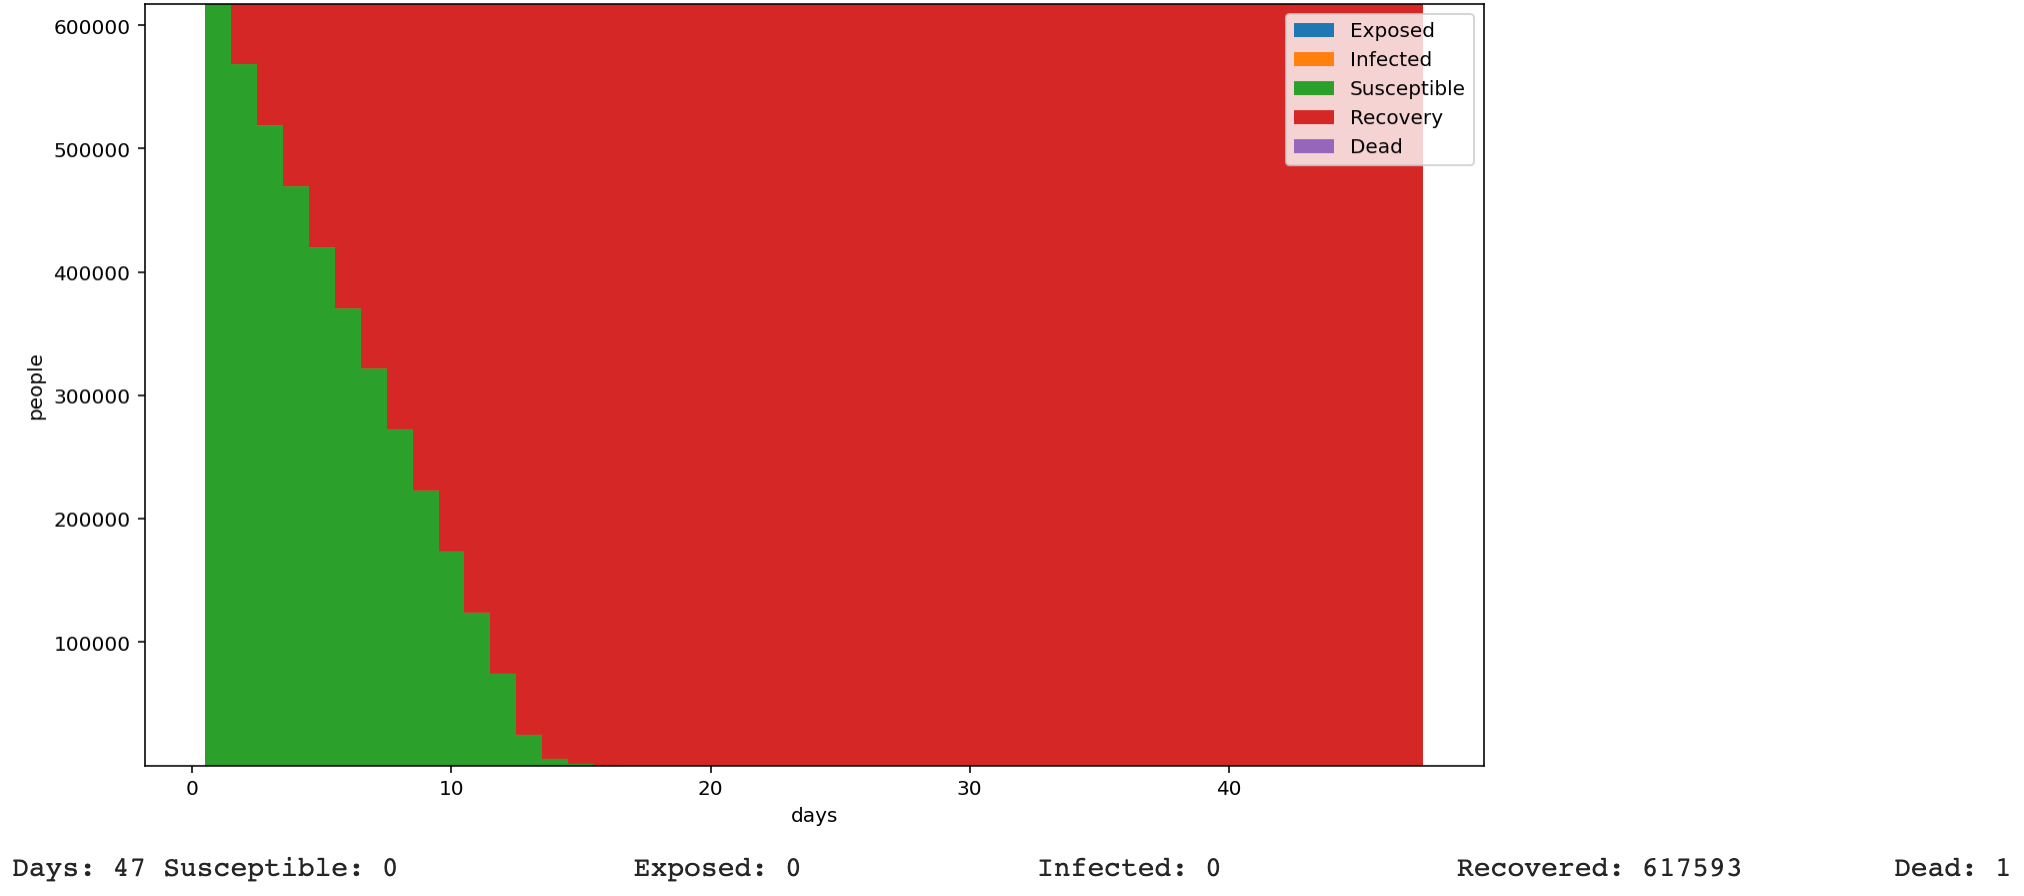 600000
500000
400000
300000
200000
100000
people
0 10 20 30 40
days
Exposed
Infected
Susceptible
Recovery
Dead
Days: 47 Susceptible: 0 Exposed: 0 Infected: 0 Recovered: 617593 Dead: 1